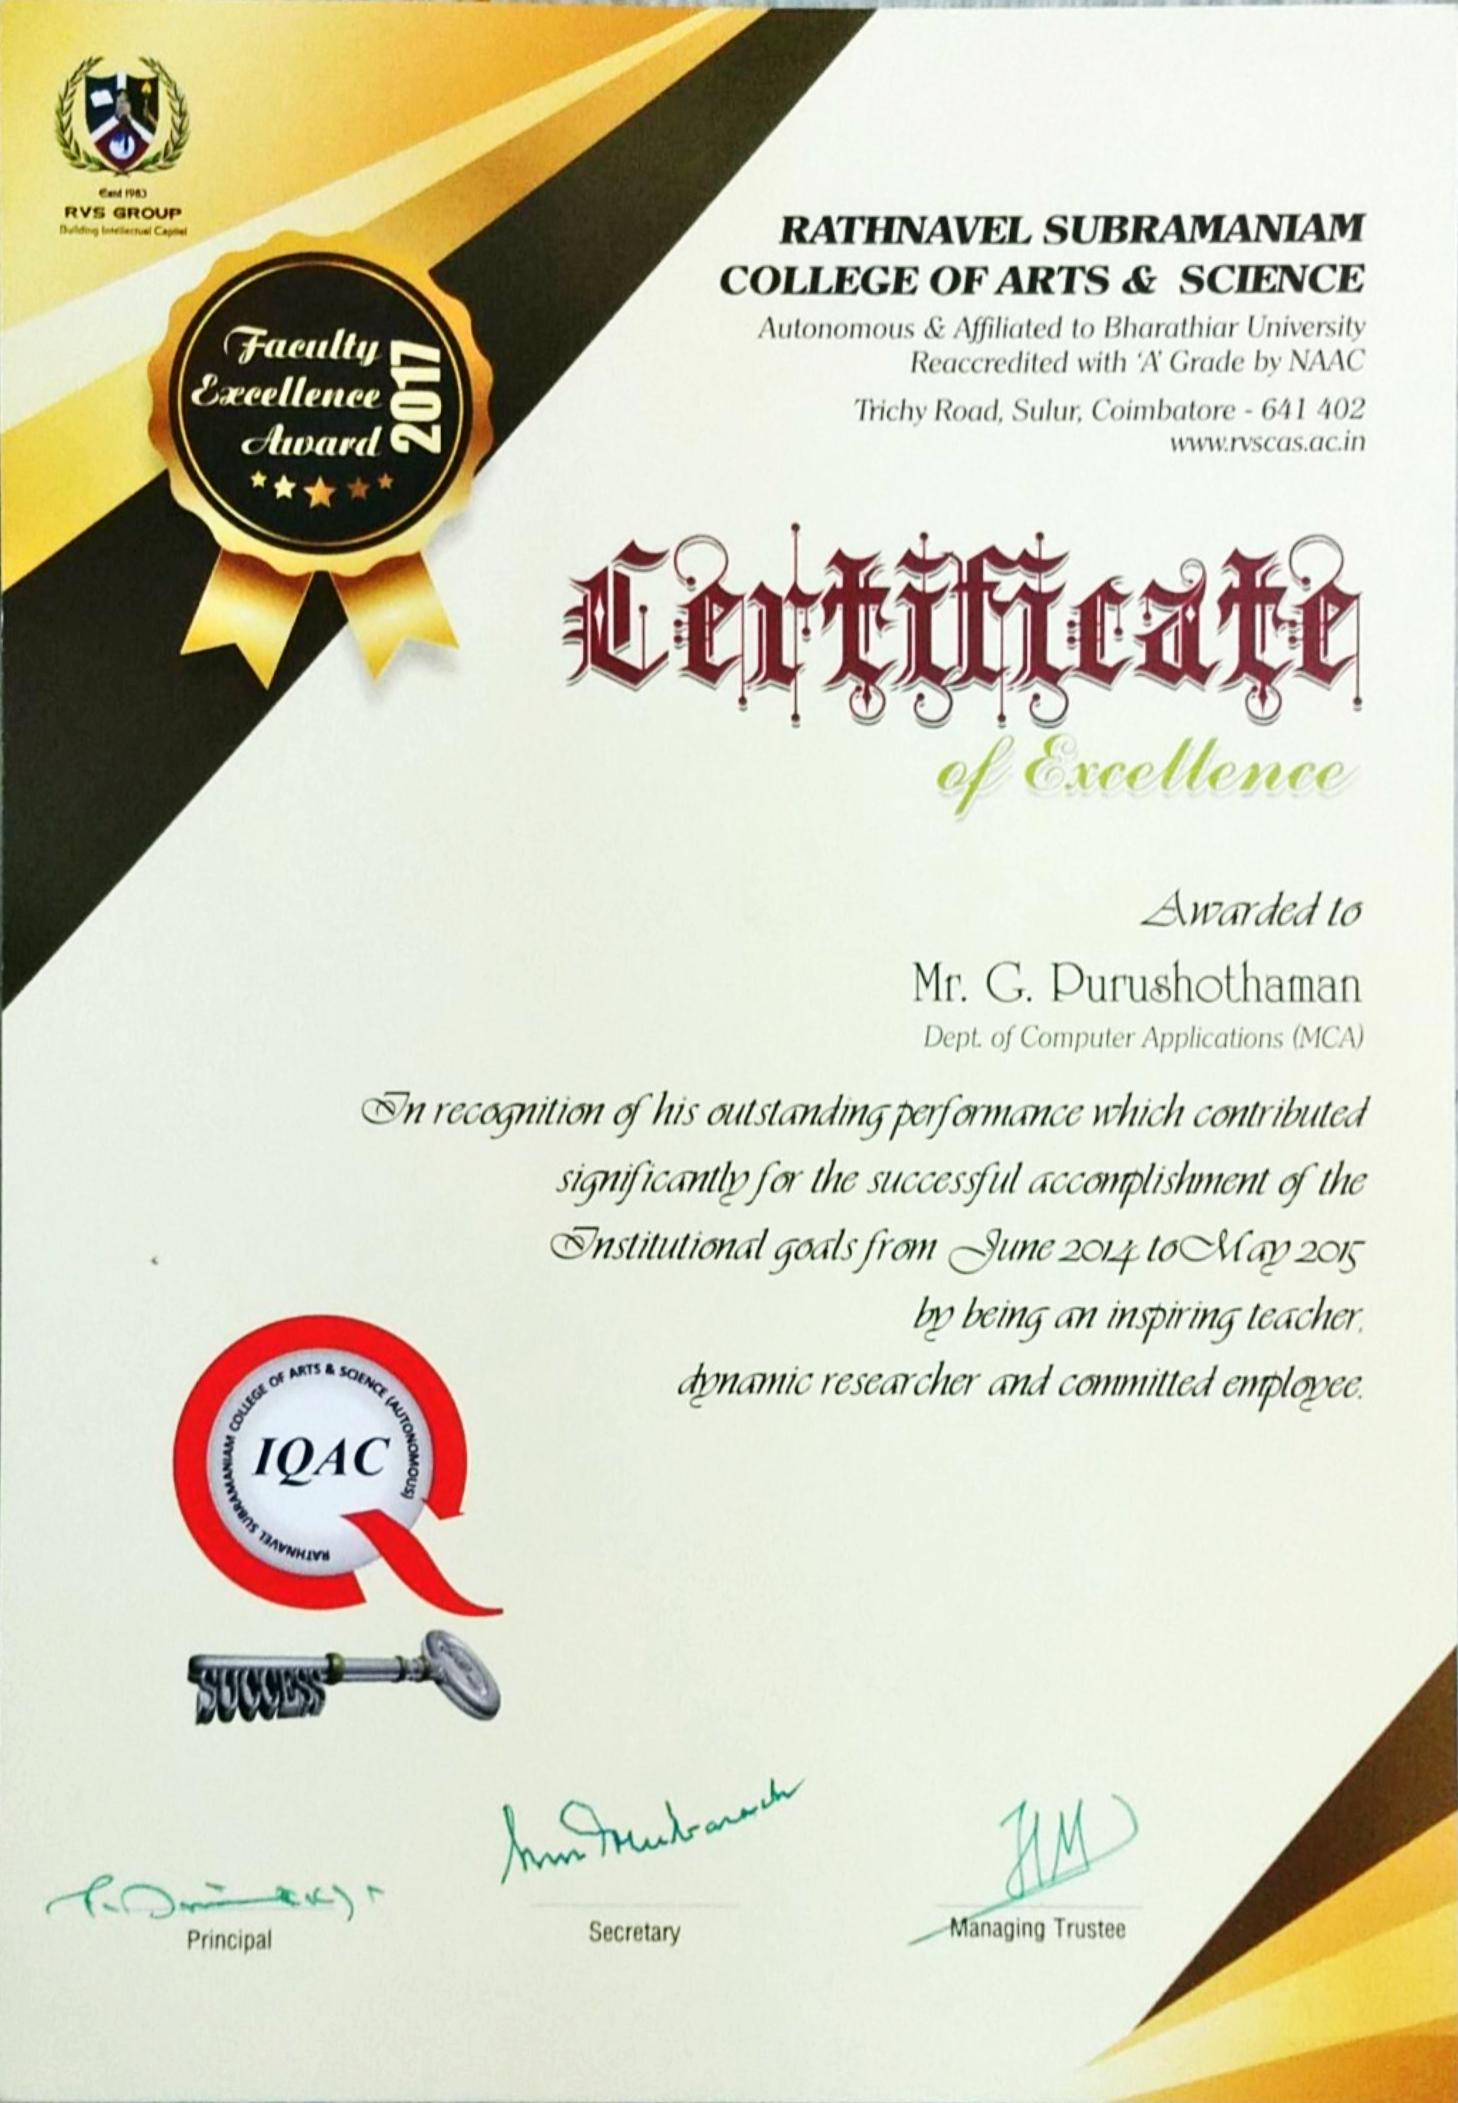 Estd 1983
RVS GROUP
Building Intellectual Capital
Faculty
Excellence
Award
2017
RATHNAVEL SUBRAMANIAM
COLLEGE OF ARTS & SCIENCE
Autonomous & Affiliated to Bharathiar University
Reaccredited with 'A' Grade by NAAC
Trichy Road, Sulur, Coimbatore - 641 402
www.rvscas.ac.in
Certificate
of Excellence
Awarded to
Mr. G. Purushothaman
Dept. of Computer Applications (MCA)
In recognition of his outstanding performance which contributed
significantly for the successful accomplishment of the
Institutional goals from June 2014 to May 2015
by being an inspiring teacher,
dynamic researcher and committed employee.
RATHNAVEL SUBRAMANIAM COLLEGE OF ARTS & SCIENCE (AUTONOMOUS)
IQAC
SUCCESS
Principal
Secretary
Managing Trustee